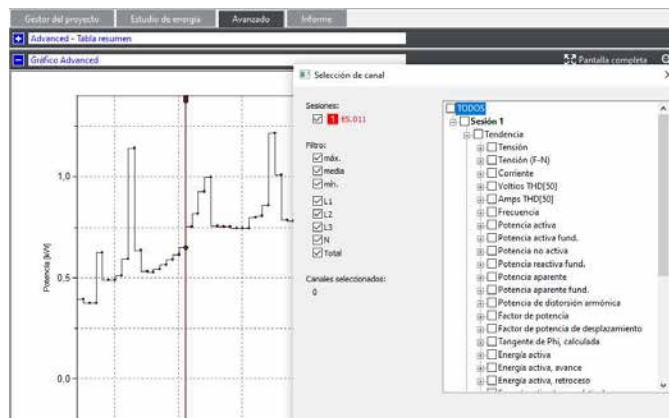 Gestor del proyecto
Estudio de energía
Avanzado
Informe
Advanced - Tabla resumen
Gráfico Advanced
Pantalla completa
Selección de canal
Sesiones:
1 ES.011
Filtro:
máx.
media
mín.
L1
L2
L3
N
Total
Canales seleccionados:
0
TODOS
Sesión 1
Tendencia
Tensión
Tensión (F-N)
Corriente
Voltios THD[50]
Amps THD[50]
Frecuencia
Potencia activa
Potencia activa fund.
Potencia no activa
Potencia reactiva fund.
Potencia aparente
Potencia aparente fund.
Potencia de distorsión armónica
Factor de potencia
Factor de potencia de desplazamiento
Tangente de Phi, calculada
Energía activa
Energía activa, avance
Energía activa, retroceso
Potencia [kW]
1,0
0,5
0,0